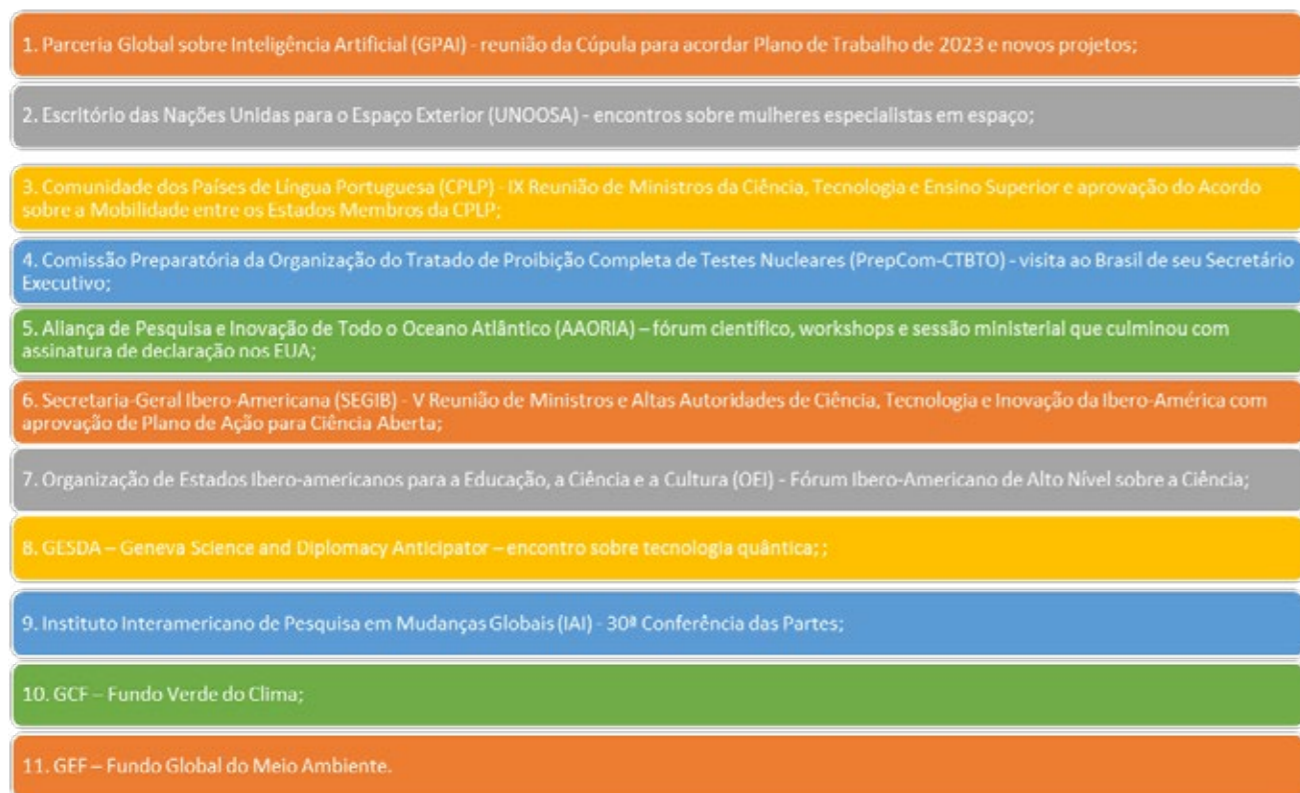 1. Parceria Global sobre Inteligência Artificial (GPAI) - reunião da Cúpula para acordar Plano de Trabalho de 2023 e novos projetos;
2. Escritório das Nações Unidas para o Espaço Exterior (UNOOSA) - encontros sobre mulheres especialistas em espaço;
3. Comunidade dos Países de Língua Portuguesa (CPLP) - IX Reunião de Ministros da Ciência, Tecnologia e Ensino Superior e aprovação do Acordo
sobre a Mobilidade entre os Estados Membros da CPLP;
4. Comissão Preparatória da Organização do Tratado de Proibição Completa de Testes Nucleares (PrepCom-CTBTO) - visita ao Brasil de seu Secretário
Executivo;
5. Aliança de Pesquisa e Inovação de Todo o Oceano Atlântico (AAORIA) – fórum científico, workshops e sessão ministerial que culminou com
assinatura de declaração nos EUA;
6. Secretaria-Geral Ibero-Americana (SEGIB) - V Reunião de Ministros e Altas Autoridades de Ciência, Tecnologia e Inovação da Ibero-América com
aprovação de Plano de Ação para Ciência Aberta;
7. Organização de Estados Ibero-americanos para a Educação, a Ciência e a Cultura (OEI) - Fórum Ibero-Americano de Alto Nível sobre a Ciência;
8. GESDA – Geneva Science and Diplomacy Anticipator – encontro sobre tecnologia quântica; ;
9. Instituto Interamericano de Pesquisa em Mudanças Globais (IAI) - 30ª Conferência das Partes;
10. GCF – Fundo Verde do Clima;
11. GEF – Fundo Global do Meio Ambiente.